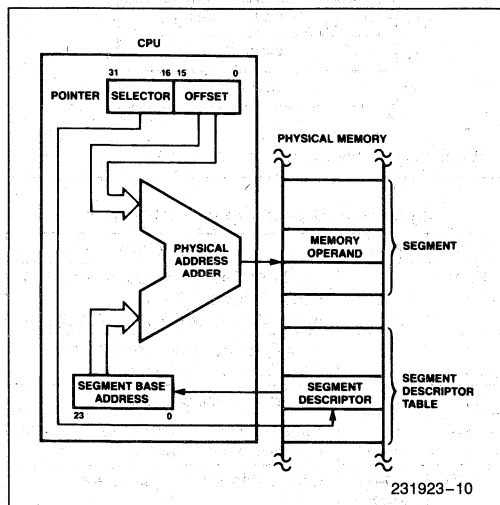 CPU
31 16 15 0
POINTER SELECTOR OFFSET
PHYSICAL MEMORY
PHYSICAL
ADDRESS
ADDER
MEMORY
OPERAND
SEGMENT
SEGMENT BASE
ADDRESS
23 0
SEGMENT
DESCRIPTOR
SEGMENT
DESCRIPTOR
TABLE
231923-10